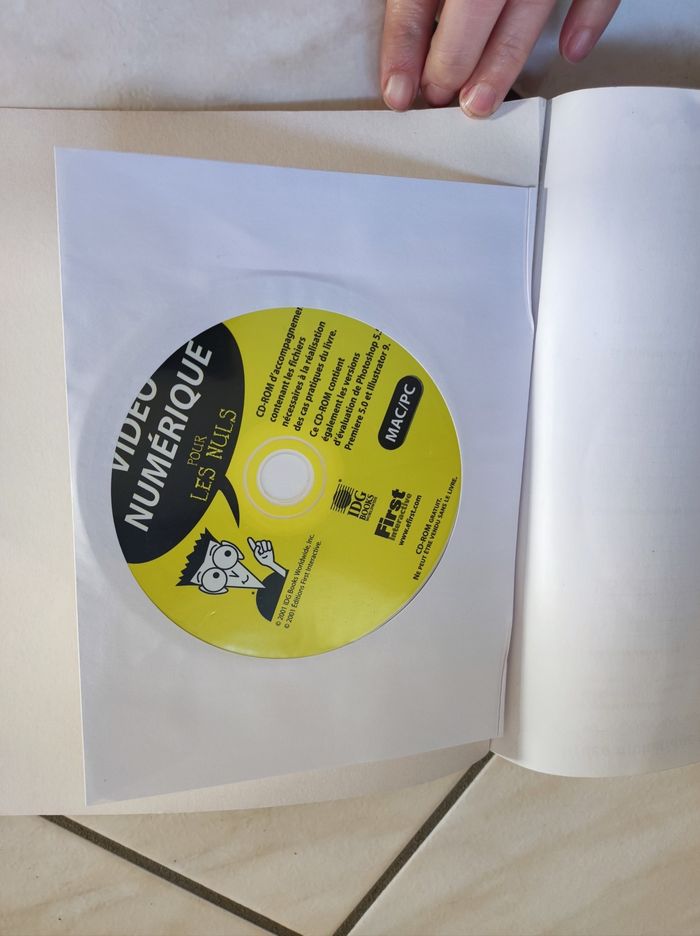 VIDÉO
NUMÉRIQUE
POUR
LES NULS
CD-ROM d'accompagnemen
contenant les fichiers
nécessaires à la réalisation
des cas pratiques du livre.
Ce CD-ROM contient
également les versions
d'évaluation de Photoshop 5.
Premiere 5.0 et Illustrator 9.
MAC/PC
IDG
BOOKS
First
Interactive
www.efirst.com
CD-ROM GRATUIT.
NE PEUT ÊTRE VENDU SANS LE LIVRE.
© 2001 IDG Books Worldwide, Inc.
© 2001 Éditions First Interactive.